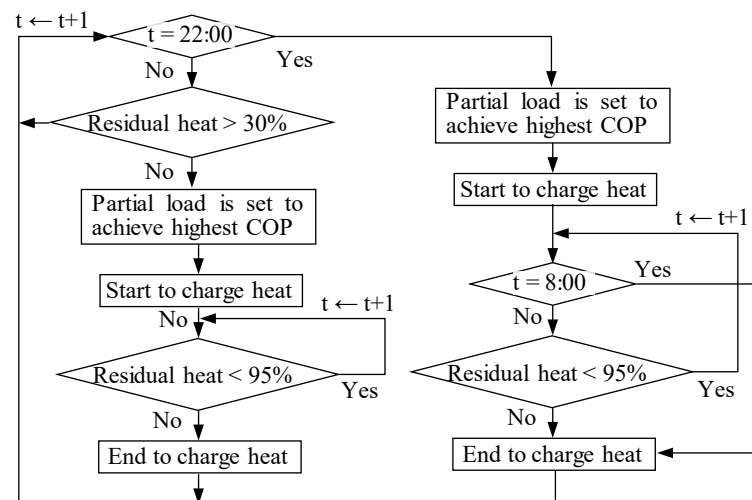 t ← t+1
t = 22:00
Yes
No
Residual heat > 30%
No
Partial load is set to
achieve highest COP
Start to charge heat
t ← t+1
No
Residual heat < 95%
Yes
No
End to charge heat
Partial load is set to
achieve highest COP
Start to charge heat
t ← t+1
t = 8:00
Yes
No
Residual heat < 95%
Yes
No
End to charge heat